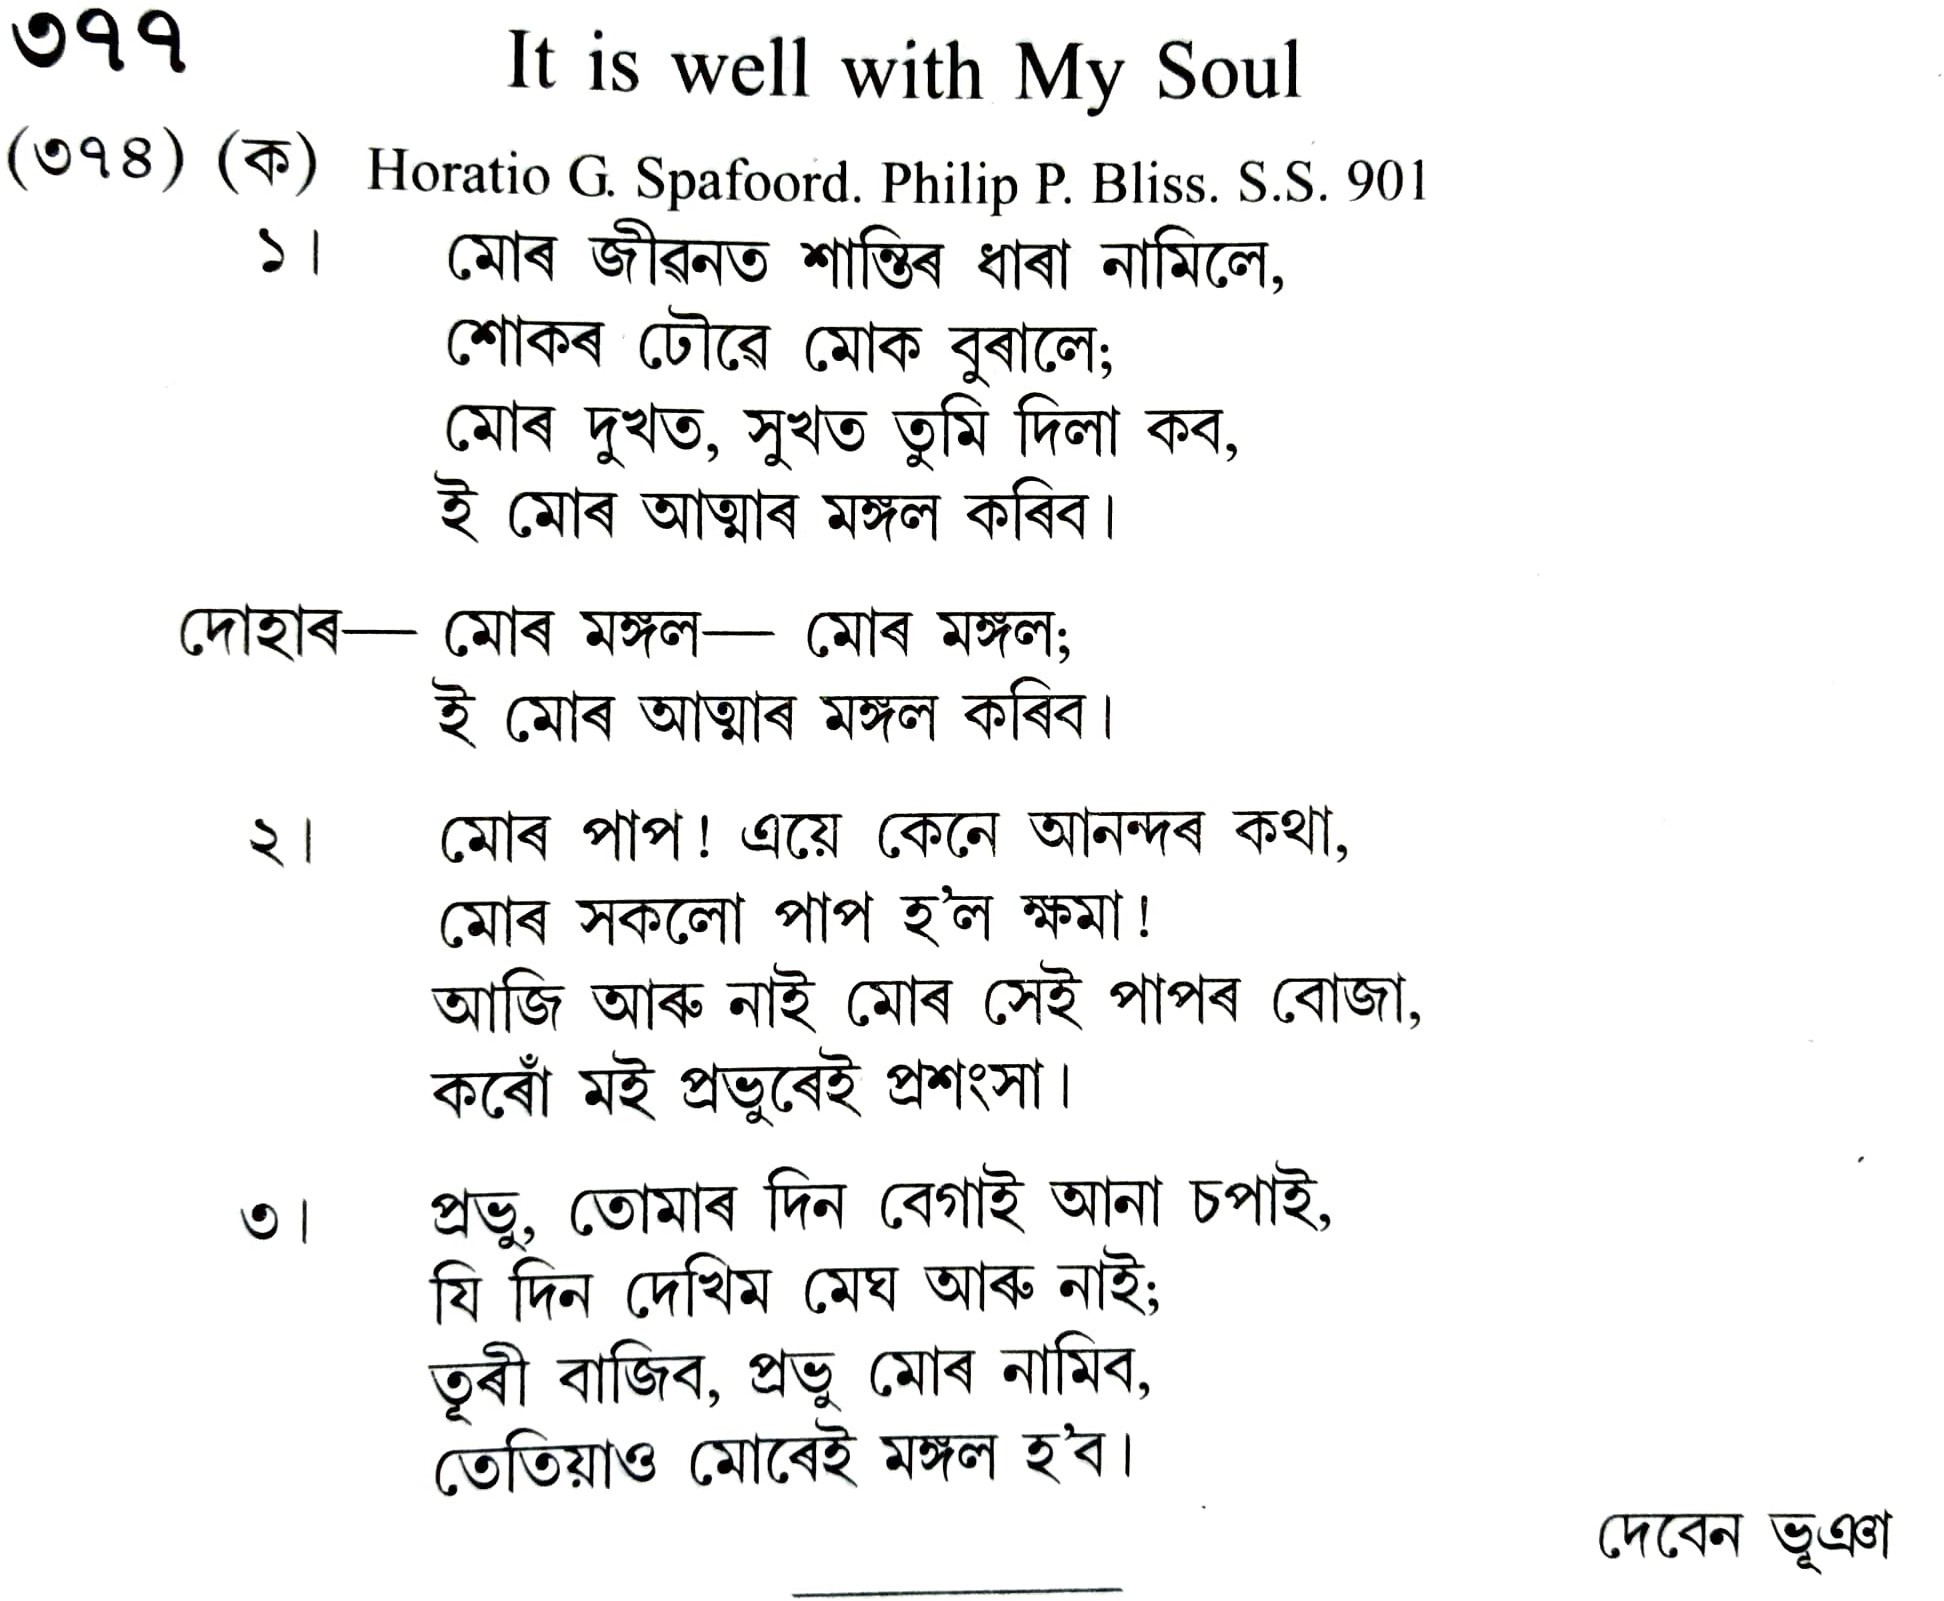 ৩৭৭ It is well with My Soul
(৩৭৪) (ক) Horatio G. Spafoord. Philip P. Bliss. S.S. 901
১। মোৰ জীৱনত শান্তিৰ ধাৰা নামিলে,
শোকৰ ঢৌৱে মোক বুৰালে;
মোৰ দুখত, সুখত তুমি দিলা কব,
ই মোৰ আত্মাৰ মঙ্গল কৰিব।
দোহাৰ— মোৰ মঙ্গল— মোৰ মঙ্গল;
ই মোৰ আত্মাৰ মঙ্গল কৰিব।
২। মোৰ পাপ! এয়ে কেনে আনন্দৰ কথা,
মোৰ সকলো পাপ হ’ল ক্ষমা!
আজি আৰু নাই মোৰ সেই পাপৰ বোজা,
কৰোঁ মই প্ৰভুৰেই প্ৰশংসা।
৩। প্ৰভু, তোমাৰ দিন বেগাই আনা চপাই,
যি দিন দেখিম মেঘ আৰু নাই;
তূৰী বাজিব, প্ৰভু মোৰ নামিব,
তেতিয়াও মোৰেই মঙ্গল হ’ব।
দেবেন ভূঞা